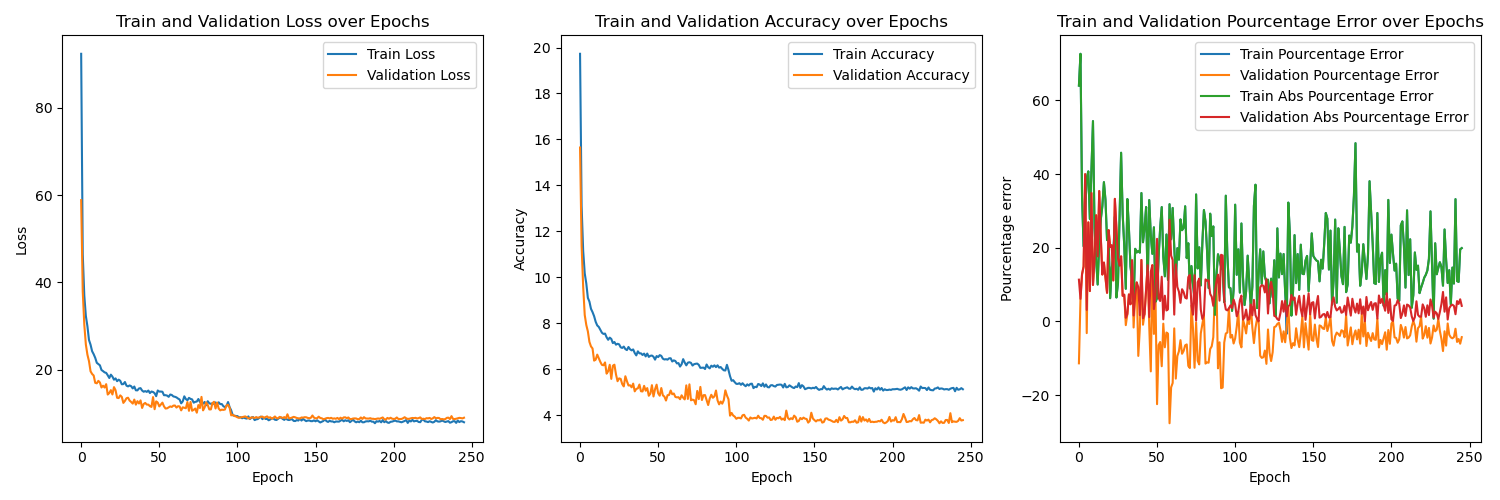 Train and Validation Loss over Epochs
Train Loss
Validation Loss
Loss
80
60
40
20
0
50
100
150
200
250
Epoch
Train and Validation Accuracy over Epochs
Train Accuracy
Validation Accuracy
Accuracy
20
18
16
14
12
10
8
6
4
0
50
100
150
200
250
Epoch
Train and Validation Pourcentage Error over Epochs
Train Pourcentage Error
Validation Pourcentage Error
Train Abs Pourcentage Error
Validation Abs Pourcentage Error
Pourcentage error
60
40
20
0
−20
0
50
100
150
200
250
Epoch